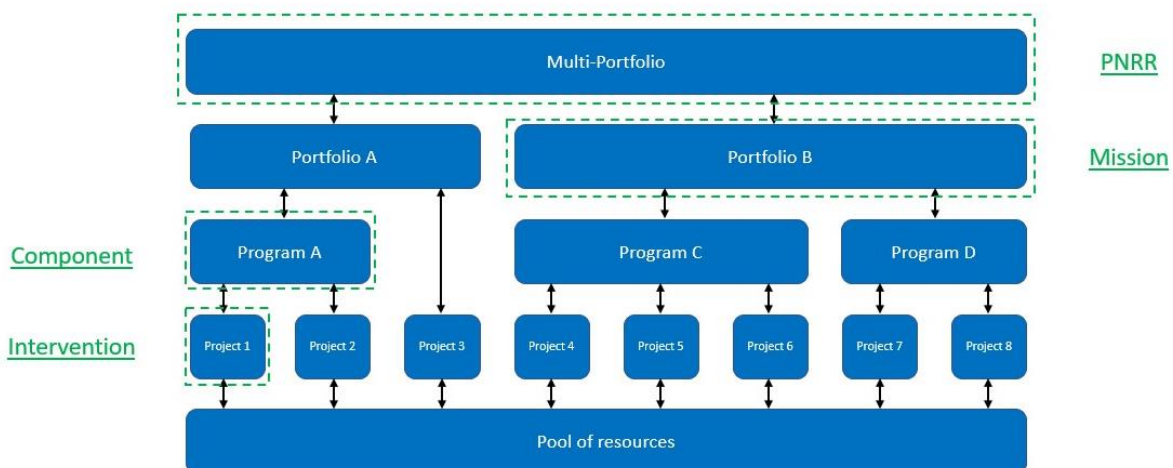 Multi-Portfolio
PNRR
Portfolio A
Portfolio B
Mission
Component
Program A
Program C
Program D
Intervention
Project 1
Project 2
Project 3
Project 4
Project 5
Project 6
Project 7
Project 8
Pool of resources